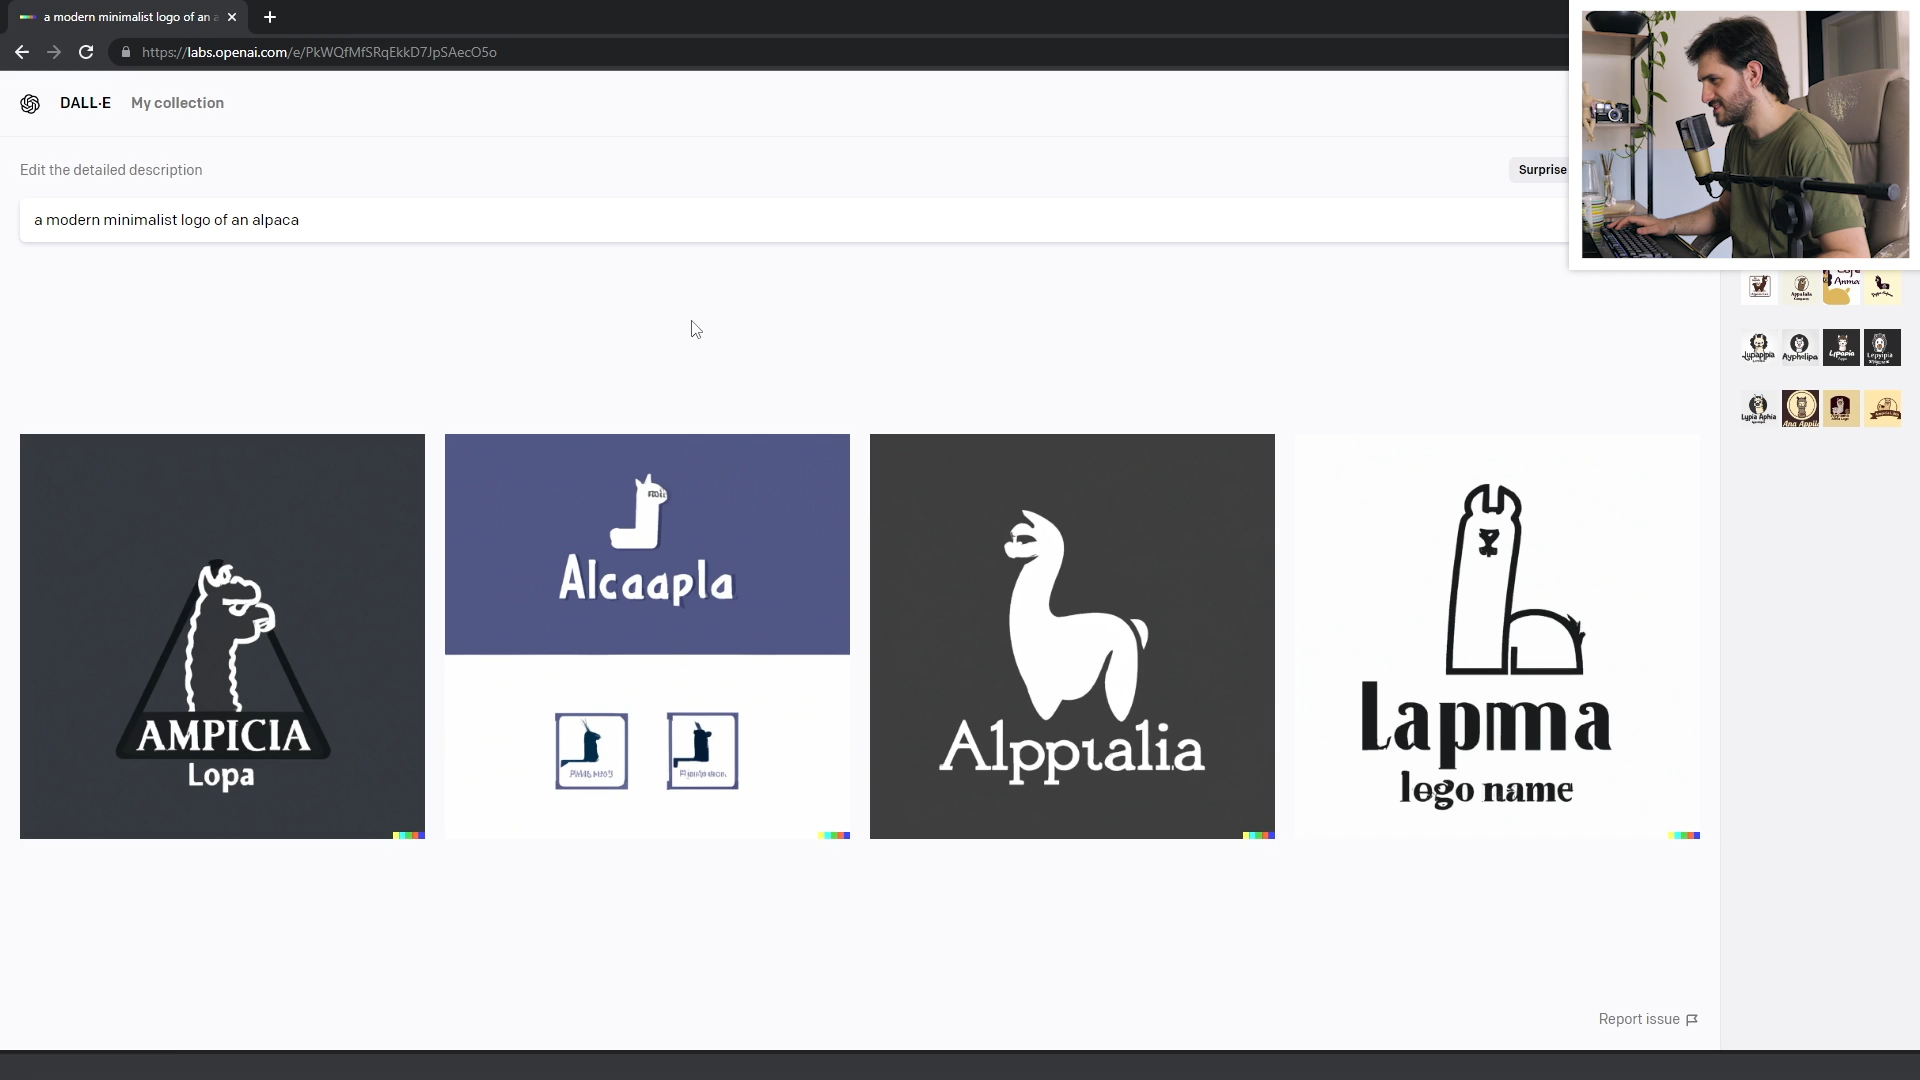 a modern minimalist logo of an a
https://labs.openai.com/e/PkWQfMfSRqEkkD7JpSAecO5o
DALL·E My collection
Edit the detailed description
Surprise
a modern minimalist logo of an alpaca
AMPICIA
Lopa
Alcaapla
Alppıalia
Lapma
logo name
Report issue